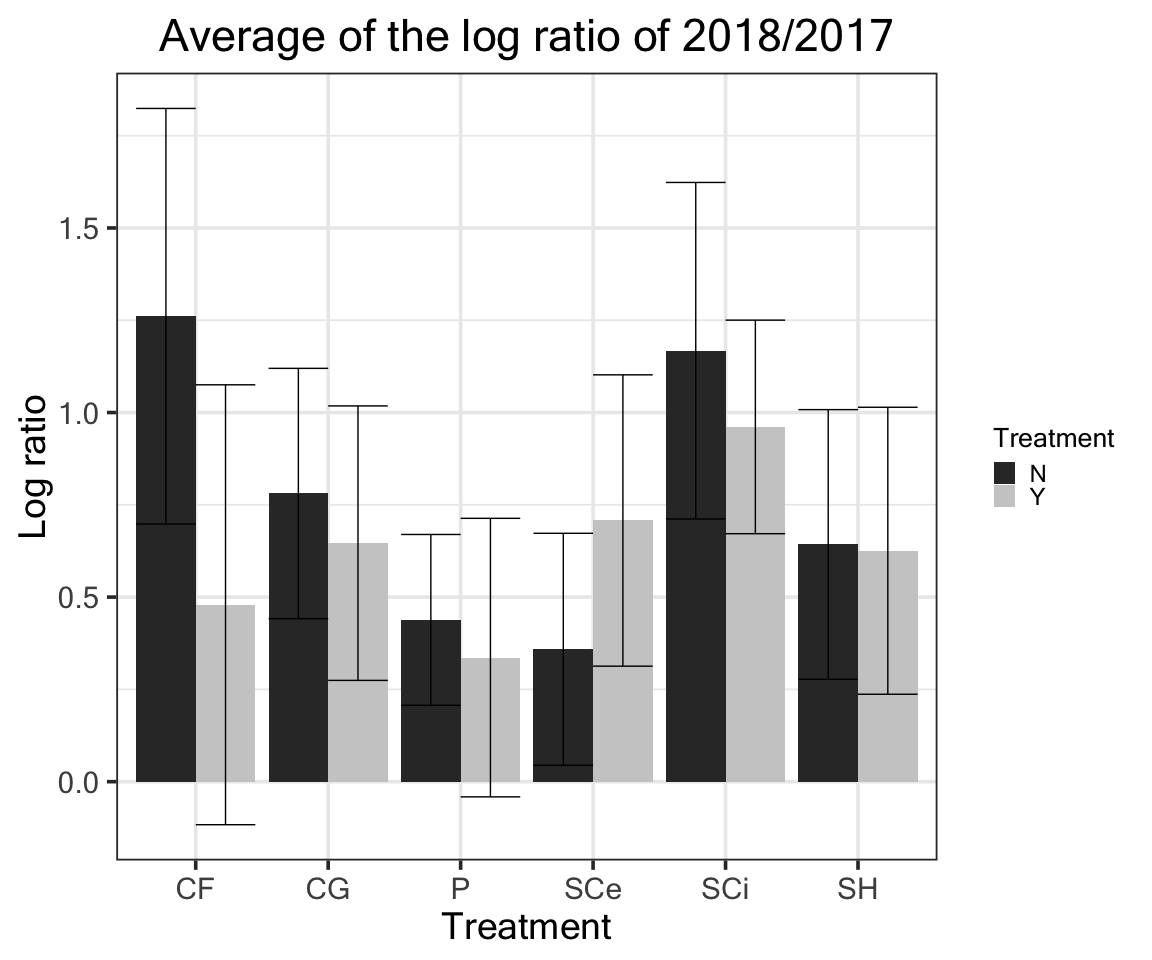 Average of the log ratio of 2018/2017
Log ratio
1.5
1.0
0.5
0.0
CF CG P SCe SCi SH
Treatment
Treatment
N
Y